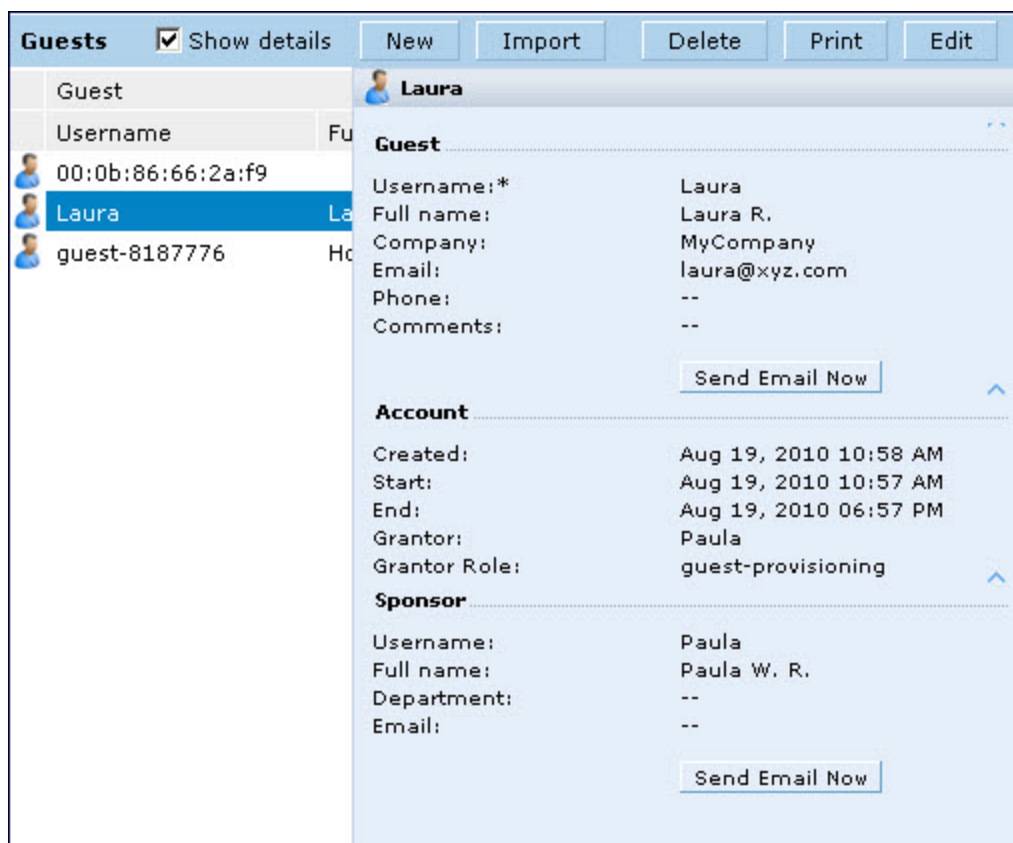 Guests Show details New Import Delete Print Edit
Guest
Username Fu
00:0b:86:66:2a:f9
Laura La
guest-8187776 Ho
Laura
Guest
Username:* Laura
Full name: Laura R.
Company: MyCompany
Email: laura@xyz.com
Phone: --
Comments: --
Send Email Now
Account
Created: Aug 19, 2010 10:58 AM
Start: Aug 19, 2010 10:57 AM
End: Aug 19, 2010 06:57 PM
Grantor: Paula
Grantor Role: guest-provisioning
Sponsor
Username: Paula
Full name: Paula W. R.
Department: --
Email: --
Send Email Now